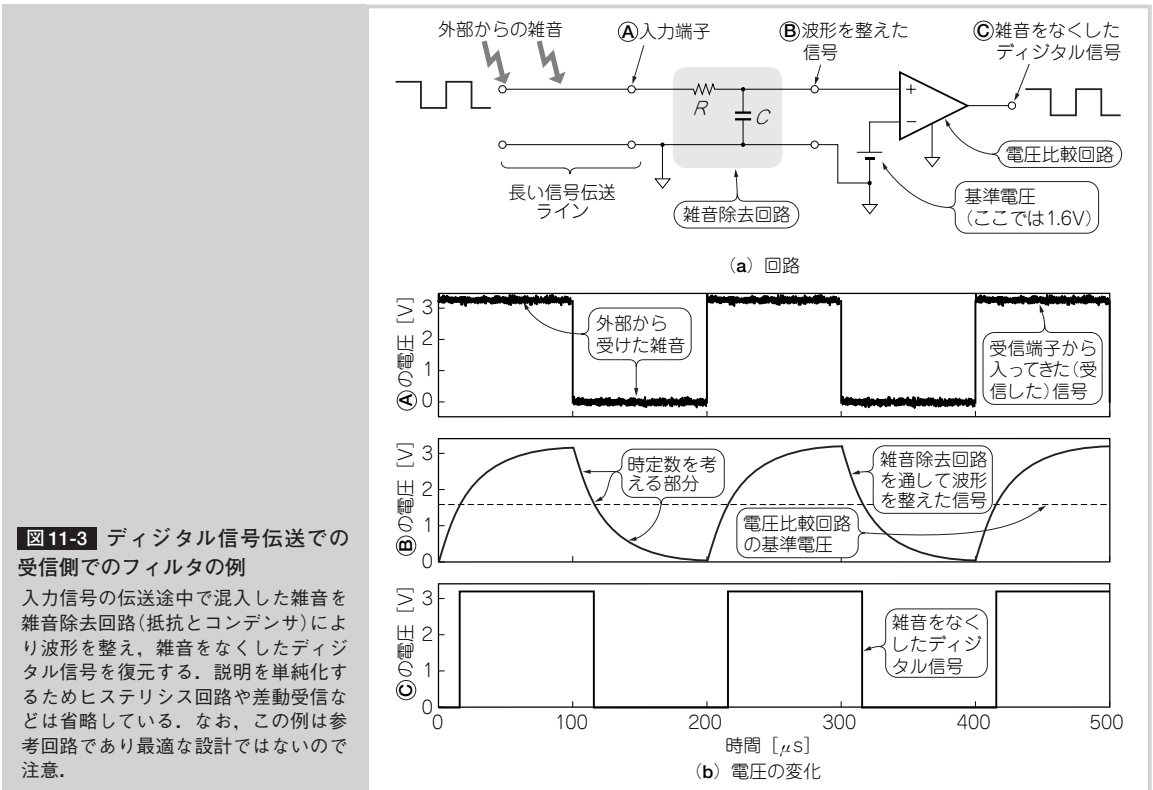 外部からの雑音
Ⓐ入力端子
Ⓑ波形を整えた
信号
Ⓒ雑音をなくした
ディジタル信号
R
C
+
−
電圧比較回路
長い信号伝送
ライン
雑音除去回路
基準電圧
(ここでは1.6V)
(a) 回路
Ⓐの電圧 [V]
3
2
1
0
外部から
受けた雑音
受信端子から
入ってきた(受
信した)信号
Ⓑの電圧 [V]
3
2
1
0
時定数を考
える部分
雑音除去回路
を通して波形
を整えた信号
電圧比較回路
の基準電圧
Ⓒの電圧 [V]
3
2
1
0
雑音をなく
したディジ
タル信号
0 100 200 300 400 500
時間 [μs]
(b) 電圧の変化
図11-3 ディジタル信号伝送での
受信側でのフィルタの例
入力信号の伝送途中で混入した雑音を
雑音除去回路(抵抗とコンデンサ)によ
り波形を整え,雑音をなくしたディジ
タル信号を復元する.説明を単純化す
るためヒステリシス回路や差動受信な
どは省略している.なお,この例は参
考回路であり最適な設計ではないので
注意.